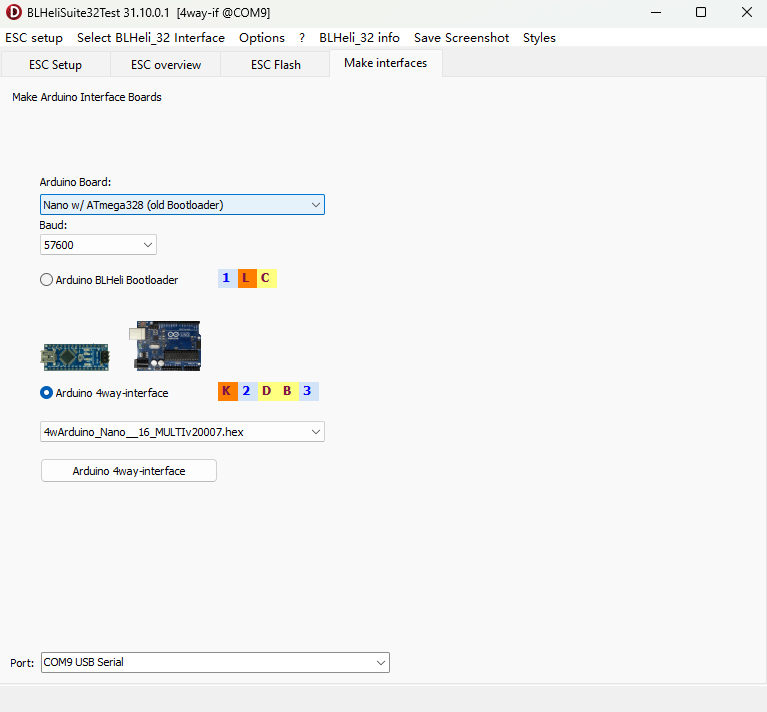 BLHeliSuite32Test 31.10.0.1 [4way-if @COM9]
ESC setup Select BLHeli_32 Interface Options ? BLHeli_32 info Save Screenshot Styles
ESC Setup ESC overview ESC Flash Make interfaces
Make Arduino Interface Boards
Arduino Board:
Nano w/ ATmega328 (old Bootloader)
Baud:
57600
Arduino BLHeli Bootloader 1 L C
Arduino 4way-interface K 2 D B 3
4wArduino_Nano__16_MULTIv20007.hex
Arduino 4way-interface
Port: COM9 USB Serial